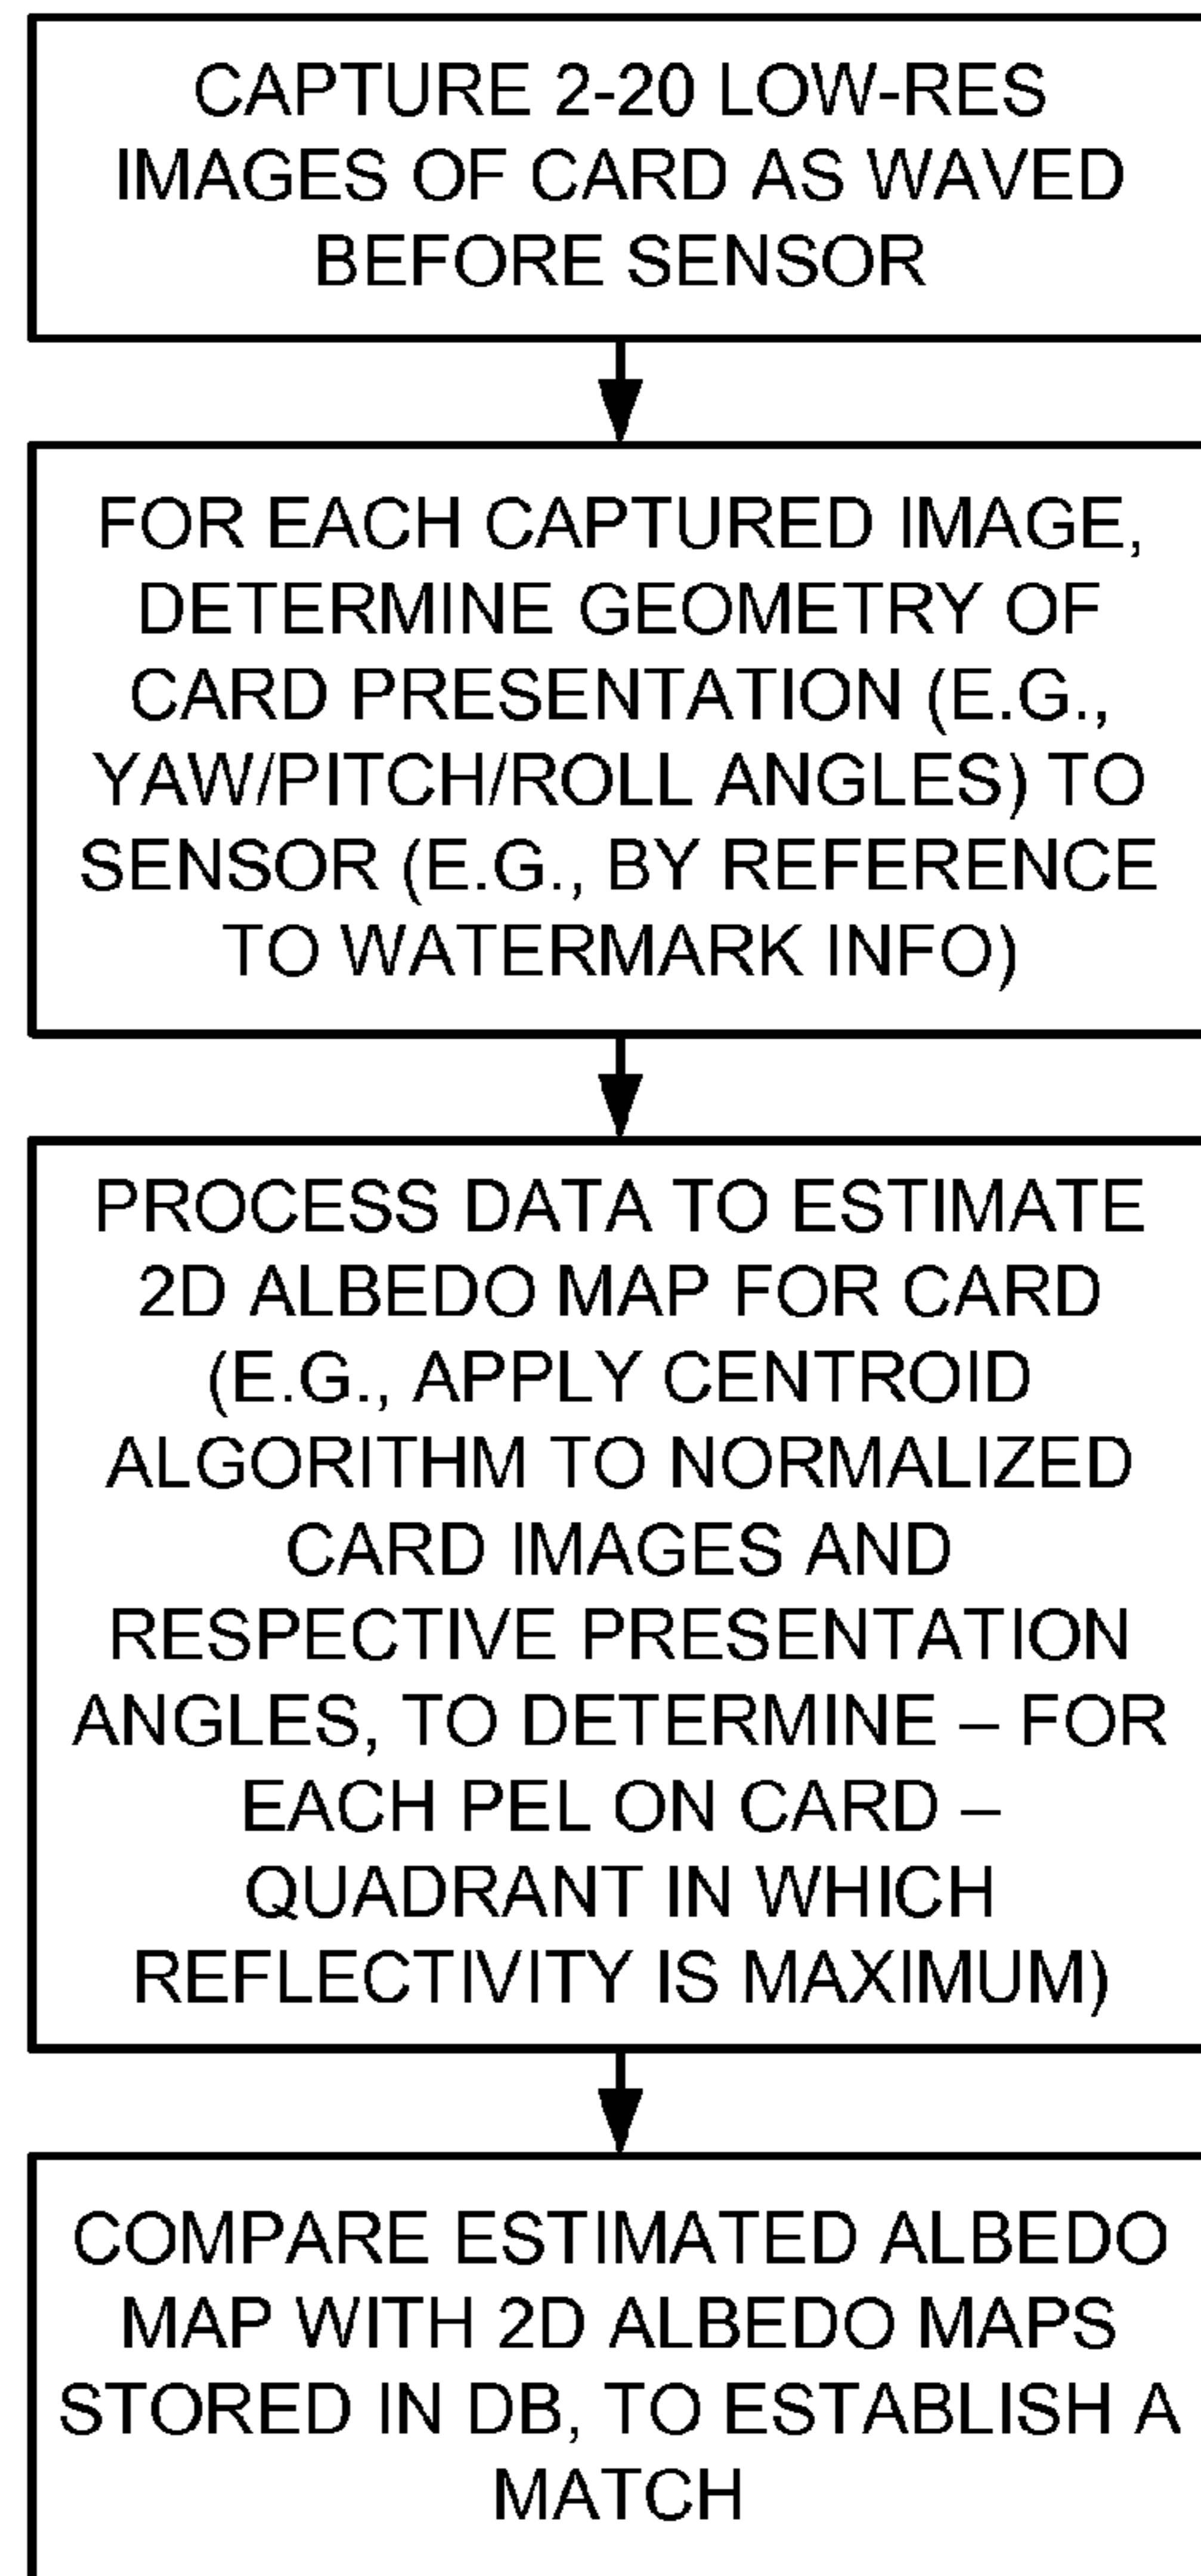 CAPTURE 2-20 LOW-RES
IMAGES OF CARD AS WAVED
BEFORE SENSOR
FOR EACH CAPTURED IMAGE,
DETERMINE GEOMETRY OF
CARD PRESENTATION (E.G.,
YAW/PITCH/ROLL ANGLES) TO
SENSOR (E.G., BY REFERENCE
TO WATERMARK INFO)
PROCESS DATA TO ESTIMATE
2D ALBEDO MAP FOR CARD
(E.G., APPLY CENTROID
ALGORITHM TO NORMALIZED
CARD IMAGES AND
RESPECTIVE PRESENTATION
ANGLES, TO DETERMINE – FOR
EACH PEL ON CARD –
QUADRANT IN WHICH
REFLECTIVITY IS MAXIMUM)
COMPARE ESTIMATED ALBEDO
MAP WITH 2D ALBEDO MAPS
STORED IN DB, TO ESTABLISH A
MATCH